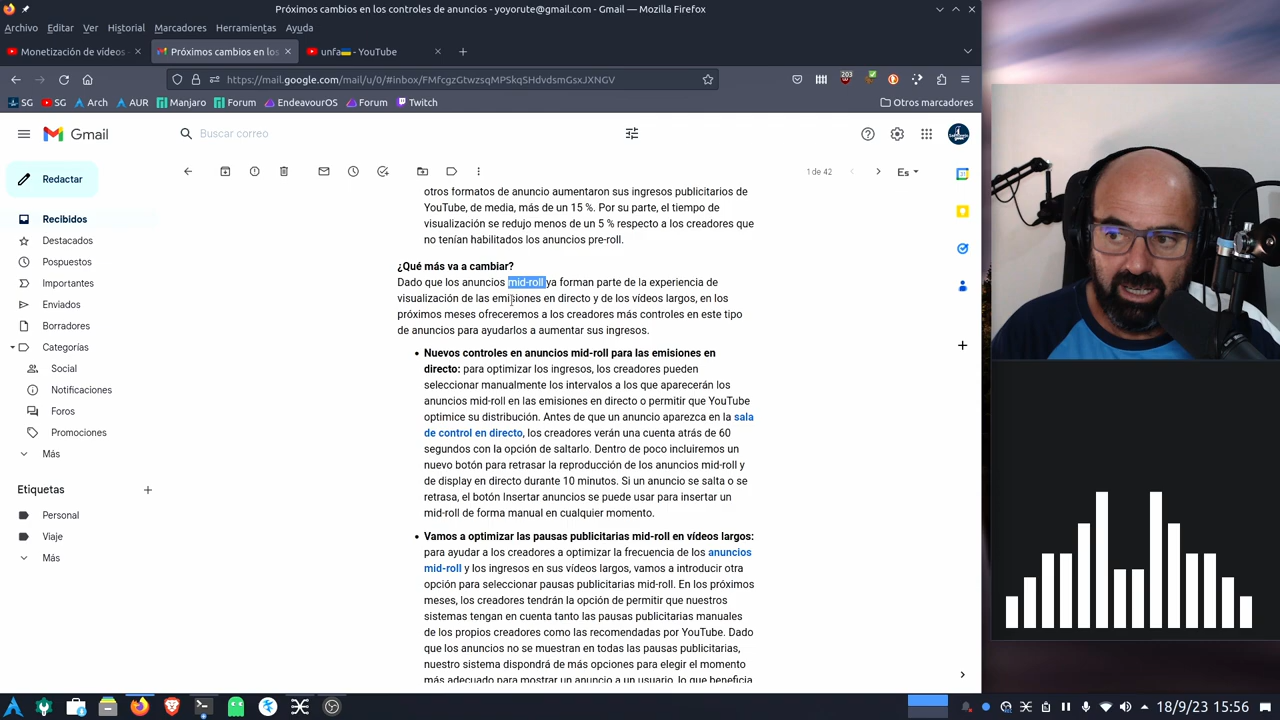 Próximos cambios en los controles de anuncios - yoyorute@gmail.com - Gmail — Mozilla Firefox
Archivo Editar Ver Historial Marcadores Herramientas Ayuda
Monetización de vídeos - 
Próximos cambios en los
unfa - YouTube
https://mail.google.com/mail/u/0/#inbox/FMfcgzGtwzsqMPSkqSHdvdsmGsxJXNGV
203
SG SG Arch AUR Manjaro Forum EndeavourOS Forum Twitch Otros marcadores
Gmail
Buscar correo
Redactar
1 de 42
Es
Recibidos
Destacados
Pospuestos
Importantes
Enviados
Borradores
Categorías
Social
Notificaciones
Foros
Promociones
Más
Etiquetas
Personal
Viaje
Más
otros formatos de anuncio aumentaron sus ingresos publicitarios de
YouTube, de media, más de un 15 %. Por su parte, el tiempo de
visualización se redujo menos de un 5 % respecto a los creadores que
no tenían habilitados los anuncios pre-roll.
¿Qué más va a cambiar?
Dado que los anuncios mid-roll ya forman parte de la experiencia de
visualización de las emisiones en directo y de los vídeos largos, en los
próximos meses ofreceremos a los creadores más controles en este tipo
de anuncios para ayudarlos a aumentar sus ingresos.
• Nuevos controles en anuncios mid-roll para las emisiones en
directo: para optimizar los ingresos, los creadores pueden
seleccionar manualmente los intervalos a los que aparecerán los
anuncios mid-roll en las emisiones en directo o permitir que YouTube
optimice su distribución. Antes de que un anuncio aparezca en la sala
de control en directo, los creadores verán una cuenta atrás de 60
segundos con la opción de saltarlo. Dentro de poco incluiremos un
nuevo botón para retrasar la reproducción de los anuncios mid-roll y
de display en directo durante 10 minutos. Si un anuncio se salta o se
retrasa, el botón Insertar anuncios se puede usar para insertar un
mid-roll de forma manual en cualquier momento.
• Vamos a optimizar las pausas publicitarias mid-roll en vídeos largos:
para ayudar a los creadores a optimizar la frecuencia de los anuncios
mid-roll y los ingresos en sus vídeos largos, vamos a introducir otra
opción para seleccionar pausas publicitarias mid-roll. En los próximos
meses, los creadores tendrán la opción de permitir que nuestros
sistemas tengan en cuenta tanto las pausas publicitarias manuales
de los propios creadores como las recomendadas por YouTube. Dado
que los anuncios no se muestran en todas las pausas publicitarias,
nuestro sistema dispondrá de más opciones para elegir el momento
más adecuado para mostrar un anuncio a un usuario, lo que beneficia
18/9/23 15:56